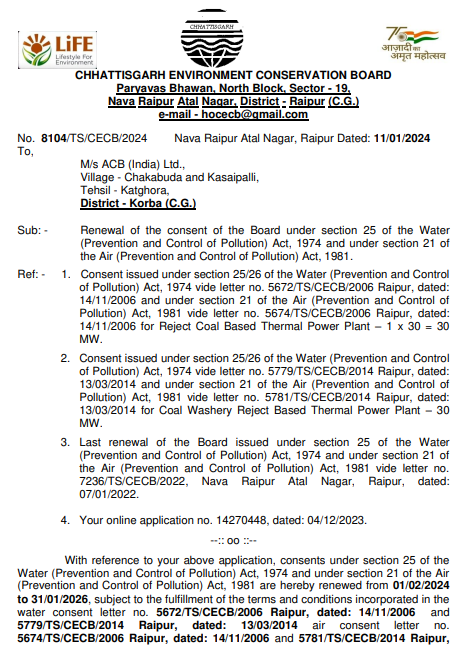 LiFE
Lifestyle For
Environment
CHHATTISGARH
आज़ादी का
अमृत महोत्सव
CHHATTISGARH ENVIRONMENT CONSERVATION BOARD
Paryavas Bhawan, North Block, Sector - 19,
Nava Raipur Atal Nagar, District - Raipur (C.G.)
e-mail - hocecb@gmail.com
No. 8104/TS/CECB/2024 Nava Raipur Atal Nagar, Raipur Dated: 11/01/2024
To,
M/s ACB (India) Ltd.,
Village - Chakabuda and Kasaipalli,
Tehsil - Katghora,
District - Korba (C.G.)
Sub: - Renewal of the consent of the Board under section 25 of the Water
(Prevention and Control of Pollution) Act, 1974 and under section 21 of
the Air (Prevention and Control of Pollution) Act, 1981.
Ref: - 1. Consent issued under section 25/26 of the Water (Prevention and Control
of Pollution) Act, 1974 vide letter no. 5672/TS/CECB/2006 Raipur, dated:
14/11/2006 and under section 21 of the Air (Prevention and Control of
Pollution) Act, 1981 vide letter no. 5674/TS/CECB/2006 Raipur, dated:
14/11/2006 for Reject Coal Based Thermal Power Plant – 1 x 30 = 30
MW.
2. Consent issued under section 25/26 of the Water (Prevention and Control
of Pollution) Act, 1974 vide letter no. 5779/TS/CECB/2014 Raipur, dated:
13/03/2014 and under section 21 of the Air (Prevention and Control of
Pollution) Act, 1981 vide letter no. 5781/TS/CECB/2014 Raipur, dated:
13/03/2014 for Coal Washery Reject Based Thermal Power Plant – 30
MW.
3. Last renewal of the Board issued under section 25 of the Water
(Prevention and Control of Pollution) Act, 1974 and under section 21 of
the Air (Prevention and Control of Pollution) Act, 1981 vide letter no.
7236/TS/CECB/2022, Nava Raipur Atal Nagar, Raipur, dated:
07/01/2022.
4. Your online application no. 14270448, dated: 04/12/2023.
--:: oo ::--
With reference to your above application, consents under section 25 of the
Water (Prevention and Control of Pollution) Act, 1974 and under section 21 of the Air
(Prevention and Control of Pollution) Act, 1981 are hereby renewed from 01/02/2024
to 31/01/2026, subject to the fulfillment of the terms and conditions incorporated in the
water consent letter no. 5672/TS/CECB/2006 Raipur, dated: 14/11/2006 and
5779/TS/CECB/2014 Raipur, dated: 13/03/2014 air consent letter no.
5674/TS/CECB/2006 Raipur, dated: 14/11/2006 and 5781/TS/CECB/2014 Raipur,